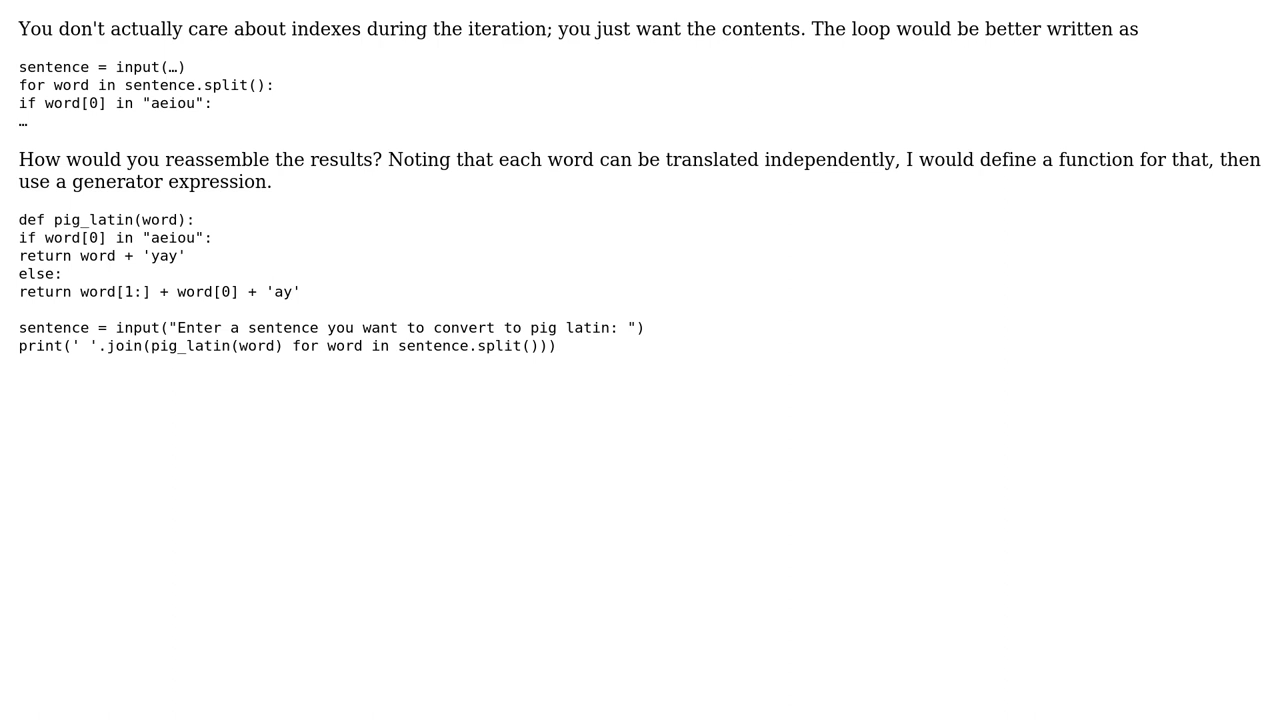 You don't actually care about indexes during the iteration; you just want the contents. The loop would be better written as
sentence = input(…)
for word in sentence.split():
if word[0] in "aeiou":
…
How would you reassemble the results? Noting that each word can be translated independently, I would define a function for that, then
use a generator expression.
def pig_latin(word):
if word[0] in "aeiou":
return word + 'yay'
else:
return word[1:] + word[0] + 'ay'
sentence = input("Enter a sentence you want to convert to pig latin: ")
print(' '.join(pig_latin(word) for word in sentence.split()))